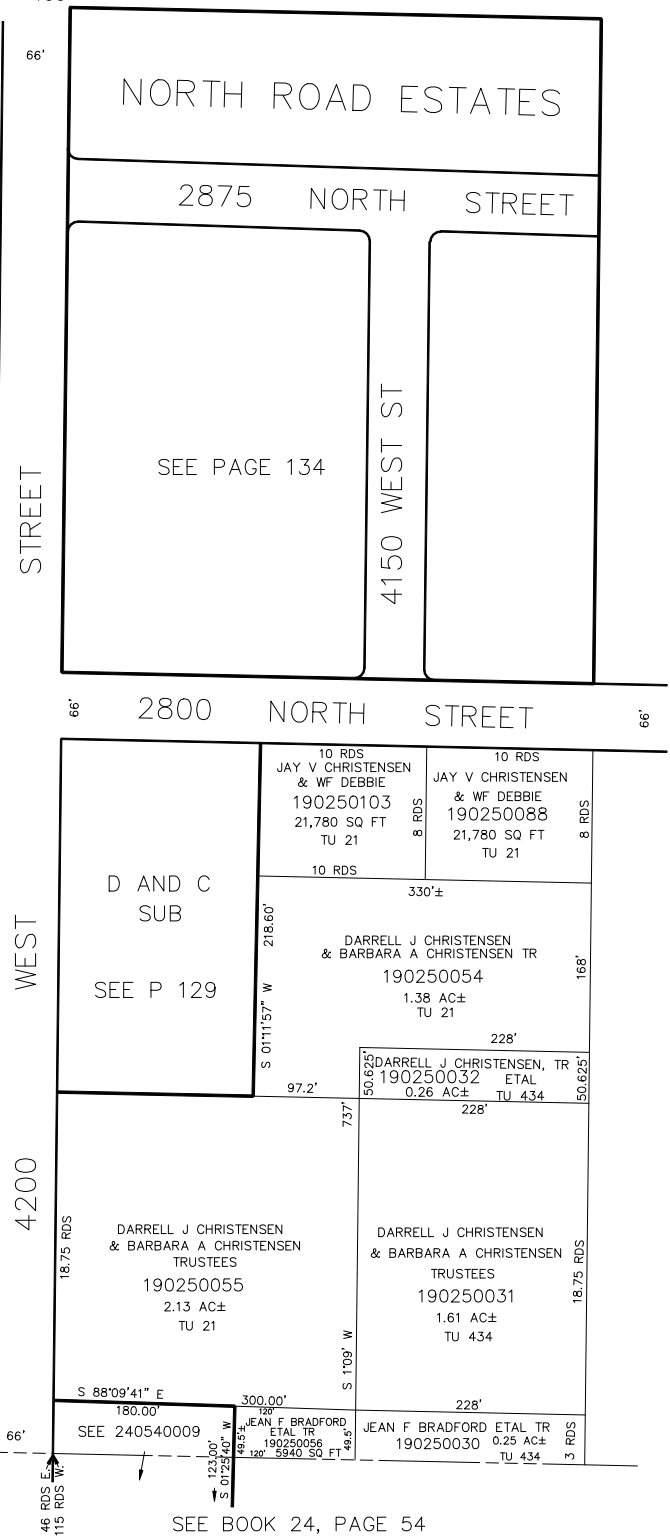 66'
NORTH ROAD ESTATES
2875 NORTH STREET
SEE PAGE 134
4150 WEST ST
STREET
66'
2800 NORTH STREET
66'
D AND C
SUB
SEE P 129
10 RDS
JAY V CHRISTENSEN
& WF DEBBIE
190250103
21,780 SQ FT
TU 21
8 RDS
10 RDS
10 RDS
JAY V CHRISTENSEN
& WF DEBBIE
190250088
21,780 SQ FT
TU 21
8 RDS
330'±
218.60'
S 01°11'57" W
DARRELL J CHRISTENSEN
& BARBARA A CHRISTENSEN TR
190250054
1.38 AC±
TU 21
168'
WEST
228'
50.625'
DARRELL J CHRISTENSEN, TR
190250032 ETAL
0.26 AC± TU 434
50.625'
97.2'
228'
737'
4200
18.75 RDS
DARRELL J CHRISTENSEN
& BARBARA A CHRISTENSEN
TRUSTEES
190250055
2.13 AC±
TU 21
S 1°09' W
DARRELL J CHRISTENSEN
& BARBARA A CHRISTENSEN
TRUSTEES
190250031
1.61 AC±
TU 434
18.75 RDS
S 88°09'41" E
300.00'
228'
180.00'
SEE 240540009
123.00'
S 01°25'40" W
120'
JEAN F BRADFORD
ETAL TR
190250056
120' 5940 SQ FT
49.5'±
49.5'
JEAN F BRADFORD ETAL TR
190250030 0.25 AC±
TU 434
3 RDS
66'
46 RDS E.
115 RDS W.
SEE BOOK 24, PAGE 54